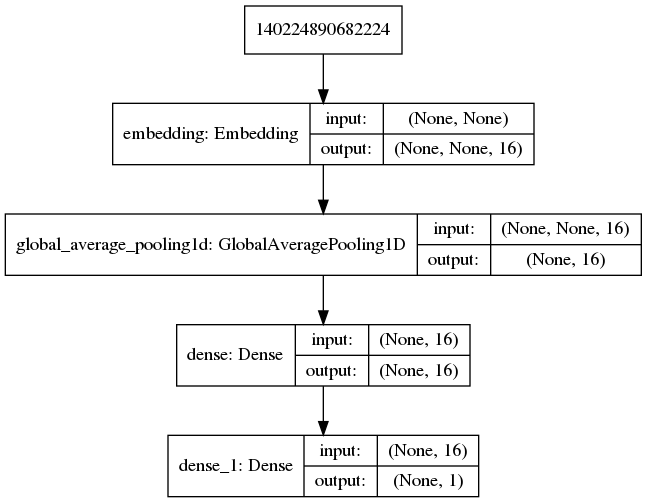 140224890682224
embedding: Embedding
input: (None, None)
output: (None, None, 16)
global_average_pooling1d: GlobalAveragePooling1D
input: (None, None, 16)
output: (None, 16)
dense: Dense
input: (None, 16)
output: (None, 16)
dense_1: Dense
input: (None, 16)
output: (None, 1)